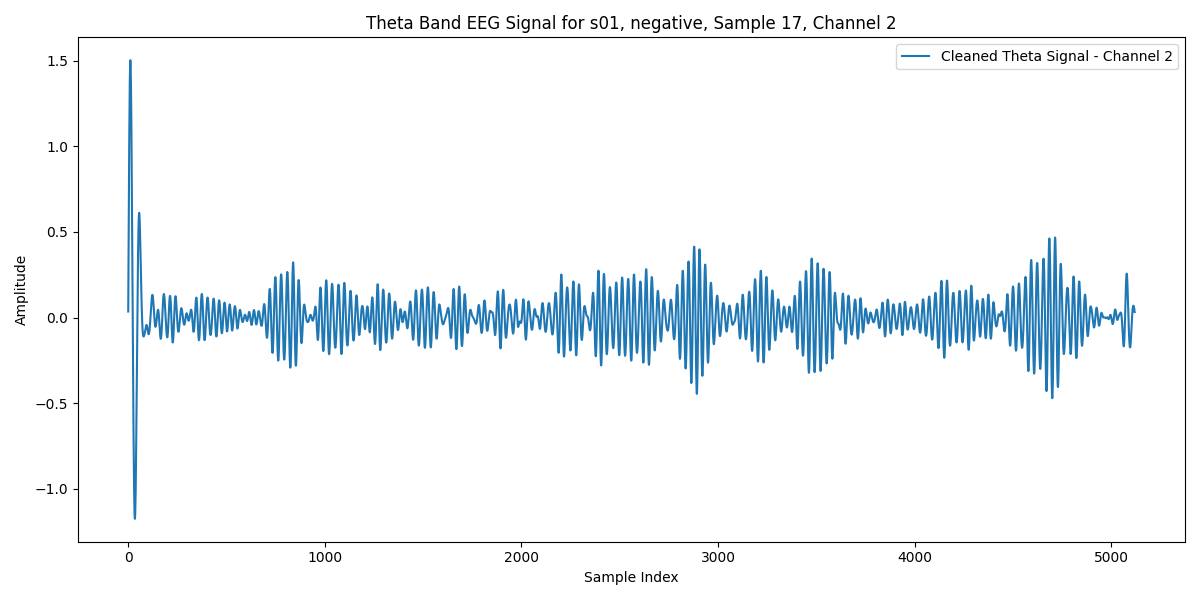 Theta Band EEG Signal for s01, negative, Sample 17, Channel 2
Cleaned Theta Signal - Channel 2
1.5
1.0
0.5
0.0
−0.5
−1.0
Amplitude
0 1000 2000 3000 4000 5000
Sample Index